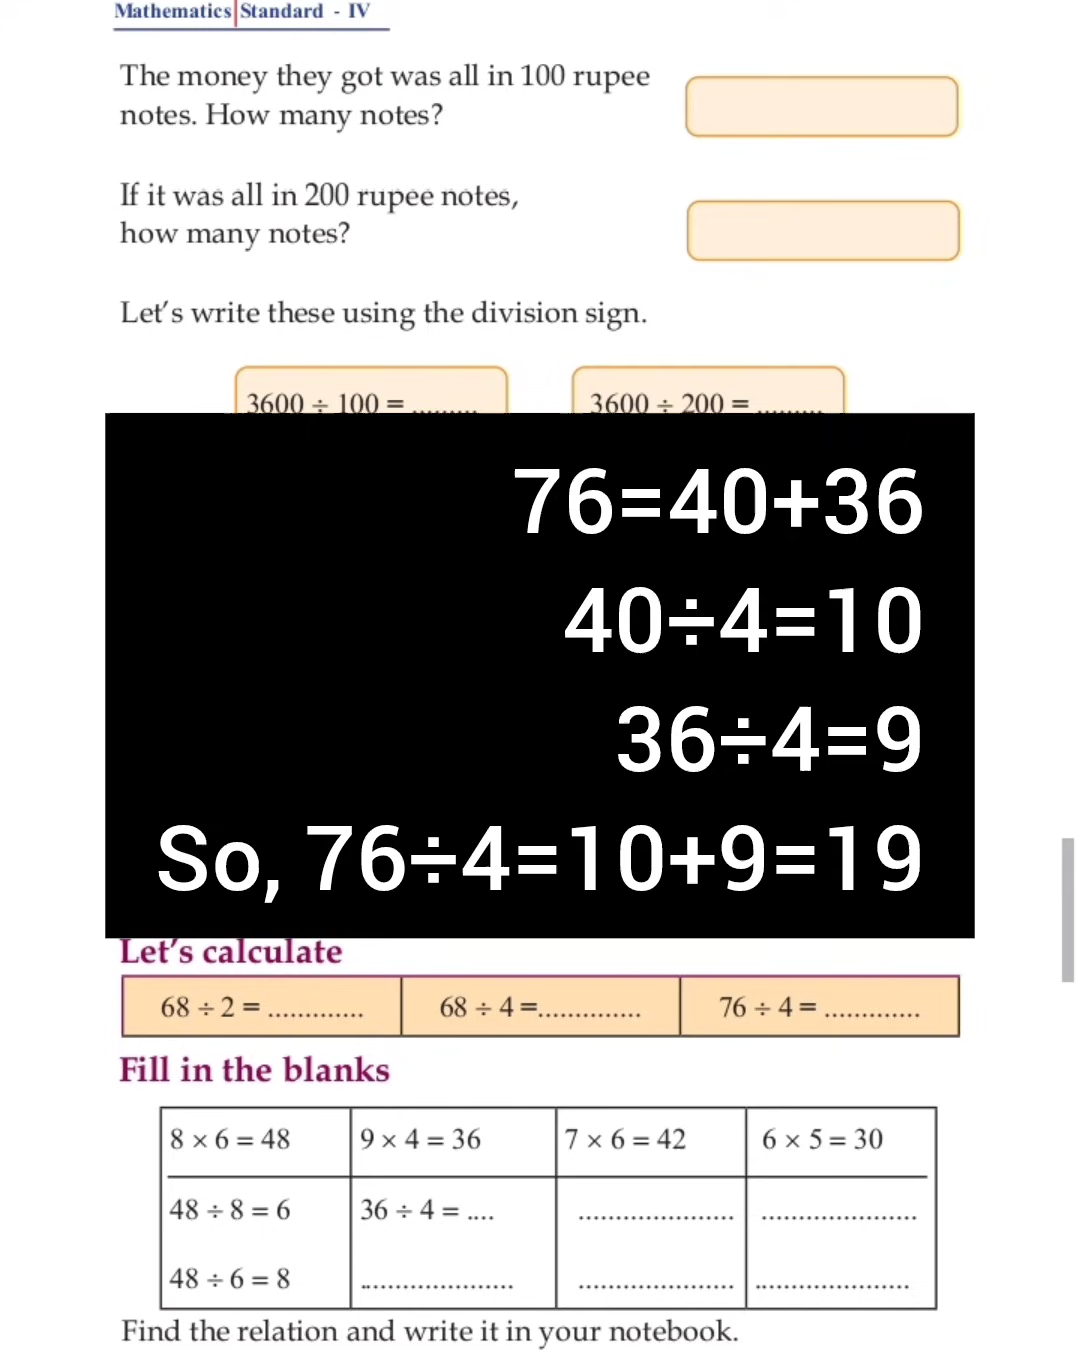 Mathematics Standard - IV
The money they got was all in 100 rupee
notes. How many notes?
If it was all in 200 rupee notes,
how many notes?
Let's write these using the division sign.
3600 ÷ 100 = ......... 3600 ÷ 200 = .........
76=40+36
40÷4=10
36÷4=9
So, 76÷4=10+9=19
Let's calculate
68 ÷ 2 = ............. 68 ÷ 4 =.............. 76 ÷ 4 = .............
Fill in the blanks
8 × 6 = 48 9 × 4 = 36 7 × 6 = 42 6 × 5 = 30
48 ÷ 8 = 6 36 ÷ 4 = .... ..................... .....................
48 ÷ 6 = 8 ..................... ..................... .....................
Find the relation and write it in your notebook.